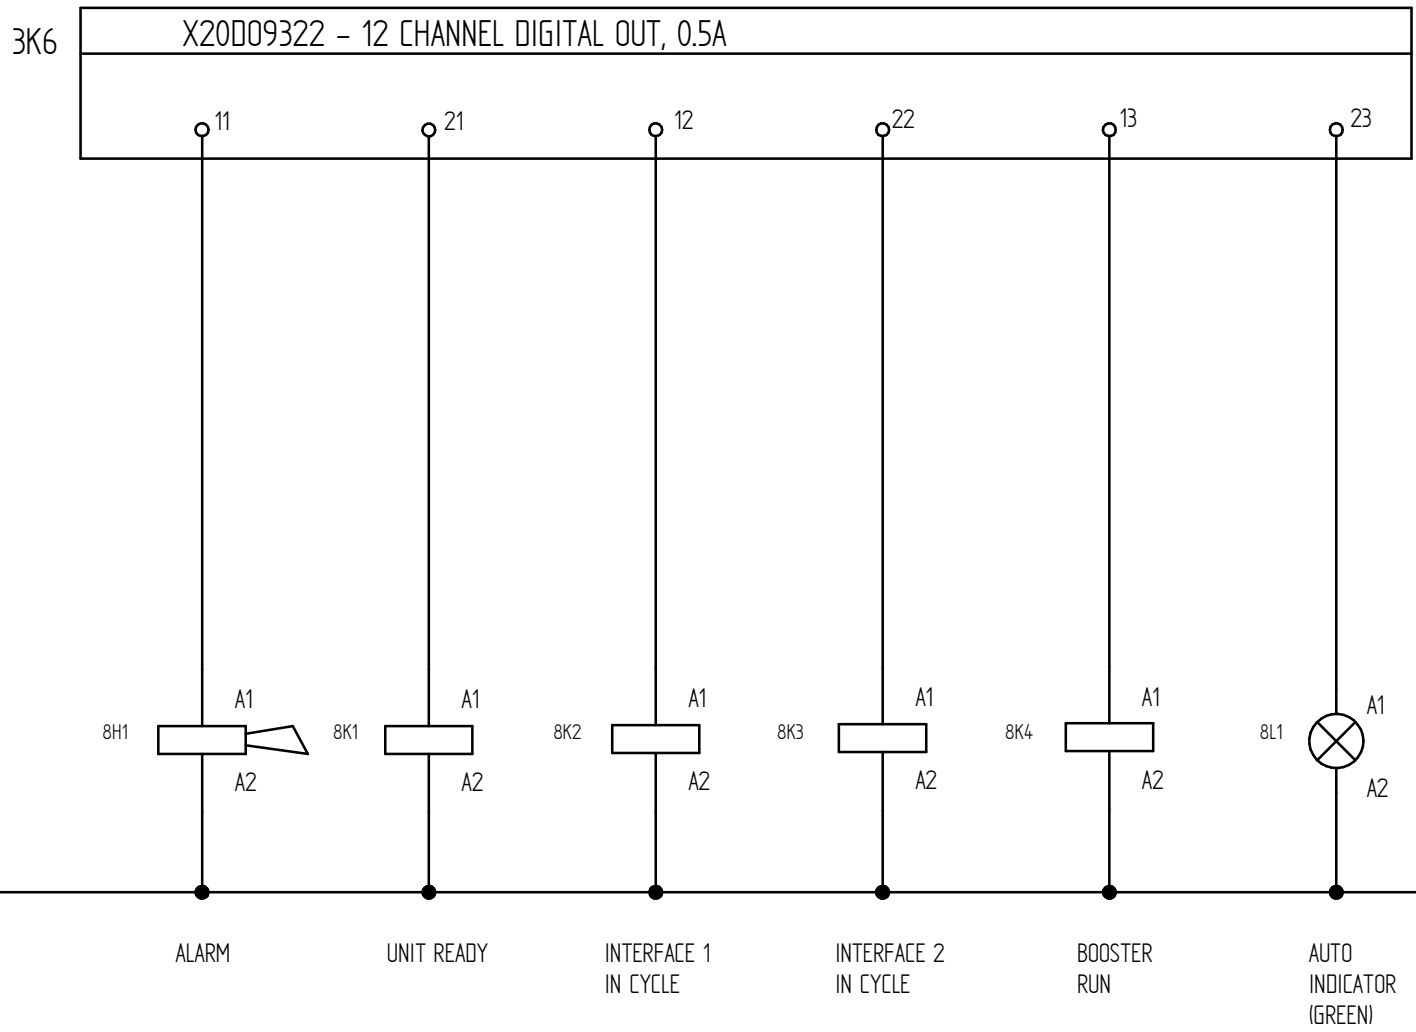 3K6
X20DO9322 - 12 CHANNEL DIGITAL OUT, 0.5A
11
21
12
22
13
23
A1
A1
A1
A1
A1
A1
8H1
8K1
8K2
8K3
8K4
8L1
A2
A2
A2
A2
A2
A2
ALARM
UNIT READY
INTERFACE 1
IN CYCLE
INTERFACE 2
IN CYCLE
BOOSTER
RUN
AUTO
INDICATOR
(GREEN)